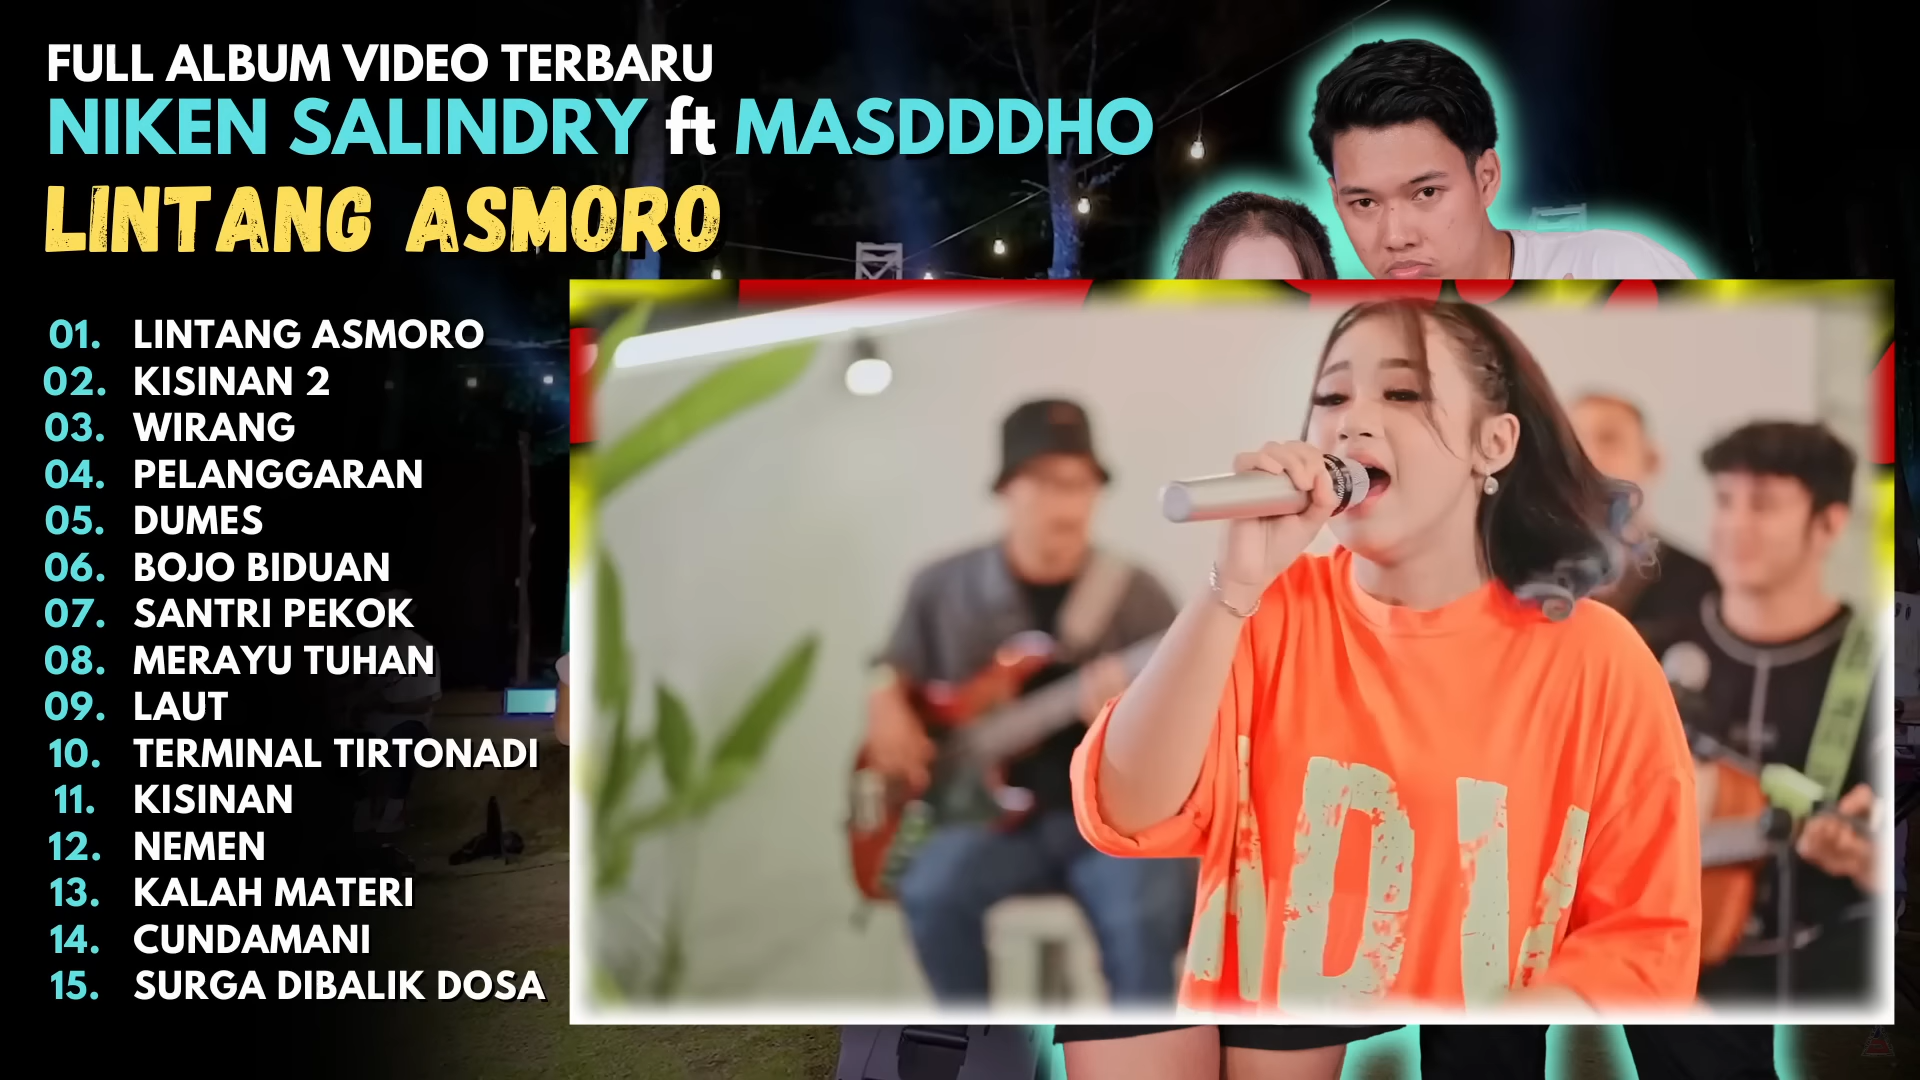 FULL ALBUM VIDEO TERBARU
NIKEN SALINDRY ft MASDDDHO
LINTANG ASMORO
01. LINTANG ASMORO
02. KISINAN 2
03. WIRANG
04. PELANGGARAN
05. DUMES
06. BOJO BIDUAN
07. SANTRI PEKOK
08. MERAYU TUHAN
09. LAUT
10. TERMINAL TIRTONADI
11. KISINAN
12. NEMEN
13. KALAH MATERI
14. CUNDAMANI
15. SURGA DIBALIK DOSA